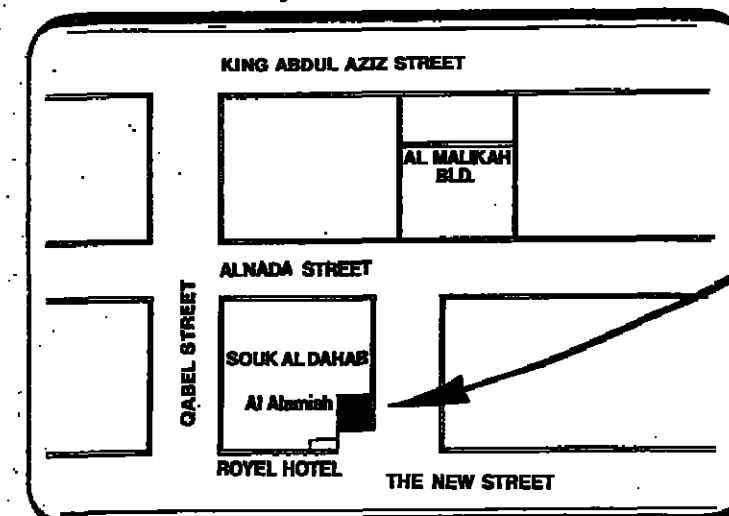 KING ABDUL AZIZ STREET
AL MALIKAH
BLD.
ALNADA STREET
QABEL STREET
SOUK AL DAHAB
Al Alamiah
ROYEL HOTEL
THE NEW STREET